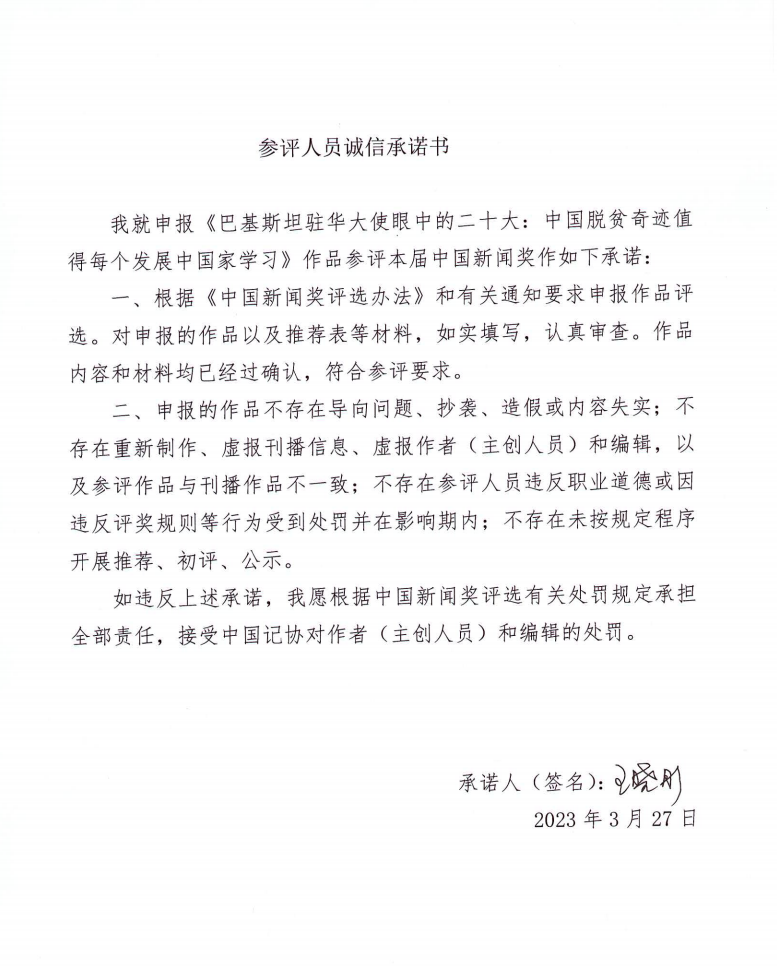 参评人员诚信承诺书
我就申报《巴基斯坦驻华大使眼中的二十大：中国脱贫奇迹值
得每个发展中国家学习》作品参评本届中国新闻奖作如下承诺：
一、根据《中国新闻奖评选办法》和有关通知要求申报作品评
选。对申报的作品以及推荐表等材料，如实填写，认真审查。作品
内容和材料均已经过确认，符合参评要求。
二、申报的作品不存在导向问题、抄袭、造假或内容失实；不
存在重新制作、虚报刊播信息、虚报作者（主创人员）和编辑，以
及参评作品与刊播作品不一致；不存在参评人员违反职业道德或因
违反评奖规则等行为受到处罚并在影响期内；不存在未按规定程序
开展推荐、初评、公示。
如违反上述承诺，我愿根据中国新闻奖评选有关处罚规定承担
全部责任，接受中国记协对作者（主创人员）和编辑的处罚。
承诺人（签名）：王晓
2023 年 3 月 27 日